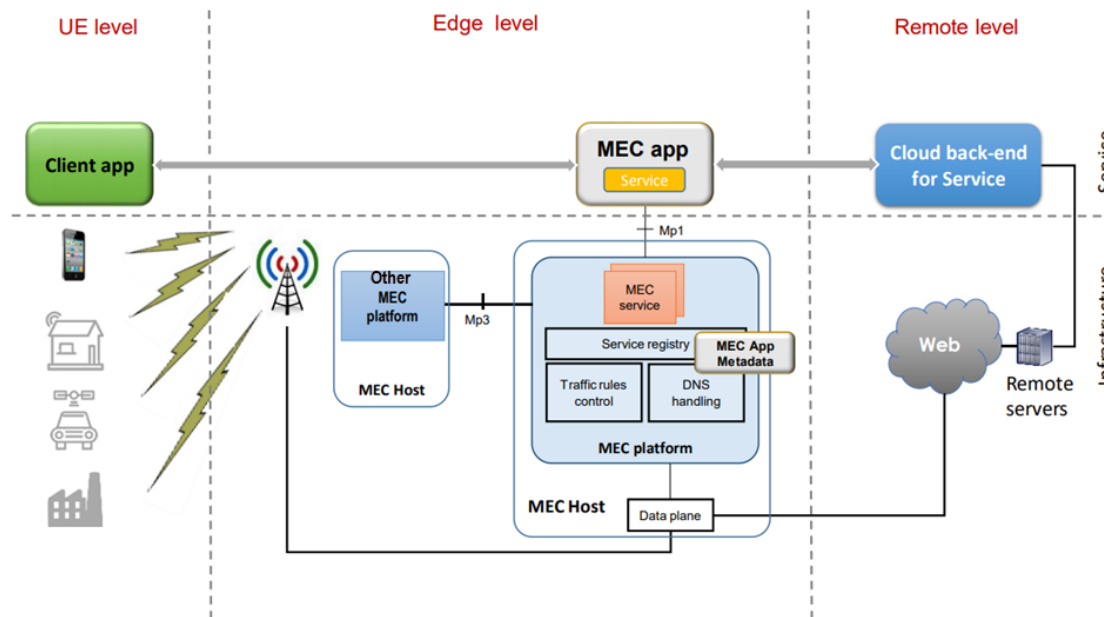 UE level
Edge level
Remote level
Client app
MEC app
Service
Cloud back-end
for Service
Service
Mp1
Other
MEC
platform
MEC Host
Mp3
MEC
service
Service registry
MEC App
Metadata
Traffic rules
control
DNS
handling
MEC platform
MEC Host
Data plane
Web
Remote
servers
Infrastructure